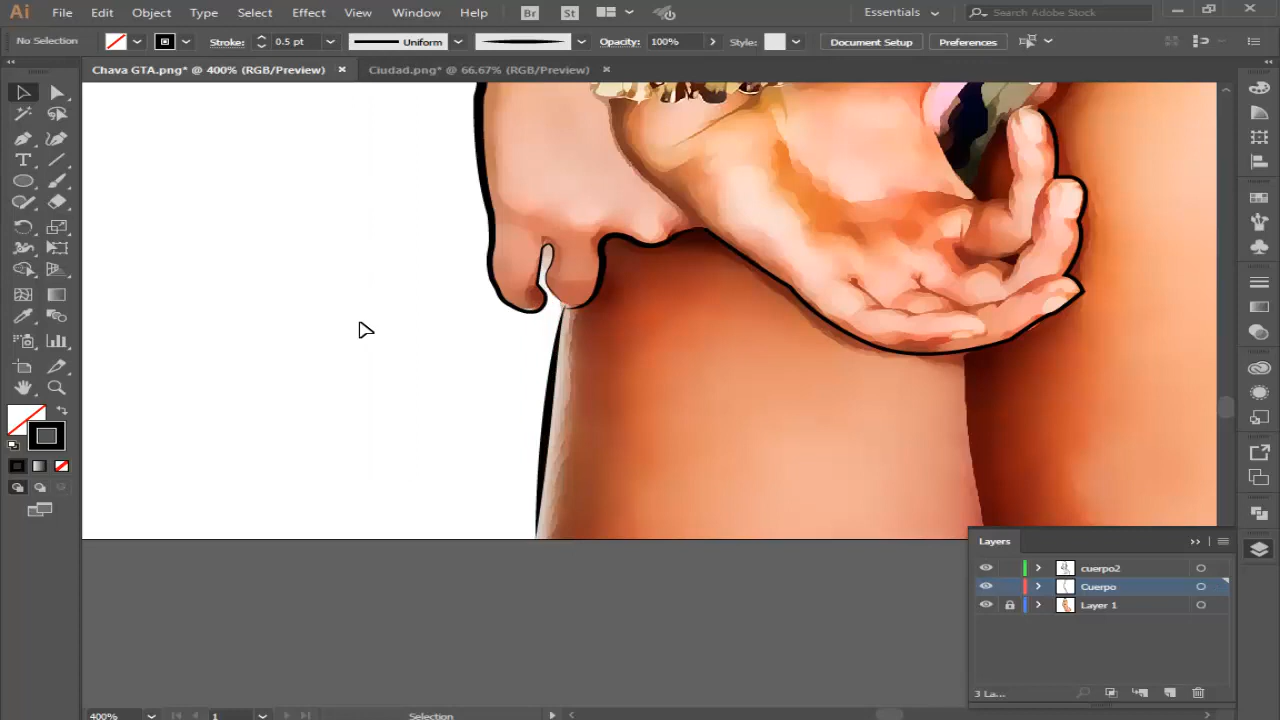 Ai File Edit Object Type Select Effect View Window Help Br St Essentials Search Adobe Stock
No Selection Stroke: 0.5 pt Uniform Opacity: 100% Style: Document Setup Preferences
Chava GTA.png* @ 400% (RGB/Preview) × Ciudad.png* @ 66.67% (RGB/Preview) ×
Layers
cuerpo2
Cuerpo
Layer 1
3 La...
400% 1 Selection